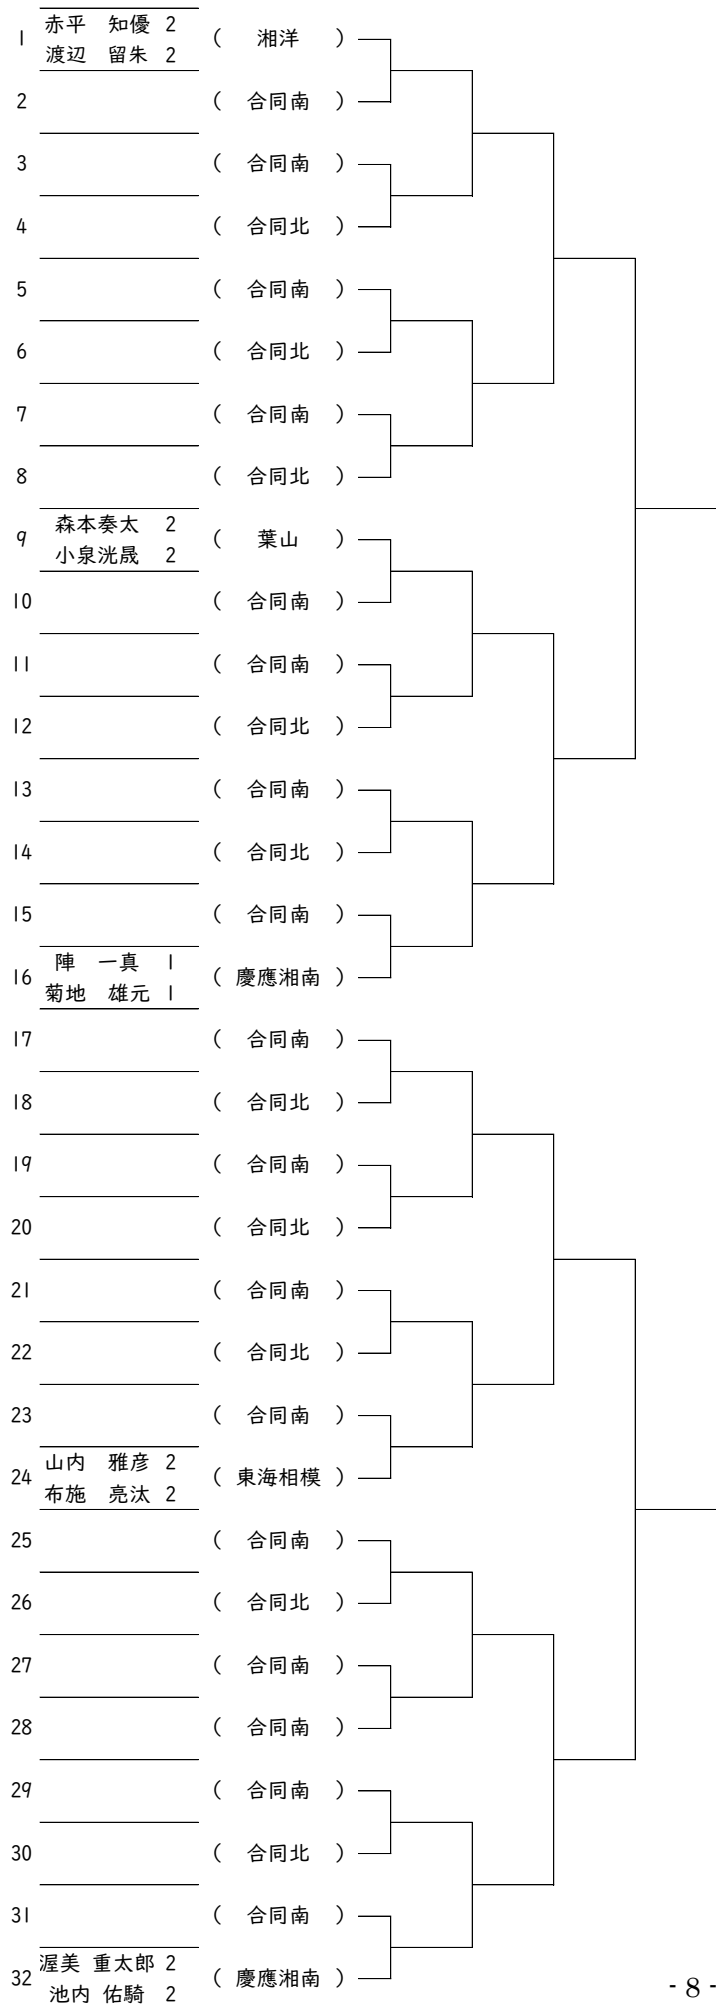 赤平　知優 2
1 （ 湘洋 ）
渡辺　留朱 2
2 （ 合同南 ）
3 （ 合同南 ）
4 （ 合同北 ）
5 （ 合同南 ）
6 （ 合同北 ）
7 （ 合同南 ）
8 （ 合同北 ）
森本奏太　2
9 （ 葉山 ）
小泉洸晟　2
10 （ 合同南 ）
11 （ 合同南 ）
12 （ 合同北 ）
13 （ 合同南 ）
14 （ 合同北 ）
15 （ 合同南 ）
陣　一真　1
16 （ 慶應湘南 ）
菊地　雄元 1
17 （ 合同南 ）
18 （ 合同北 ）
19 （ 合同南 ）
20 （ 合同北 ）
21 （ 合同南 ）
22 （ 合同北 ）
23 （ 合同南 ）
山内　雅彦 2
24 （ 東海相模 ）
布施　亮汰 2
25 （ 合同南 ）
26 （ 合同北 ）
27 （ 合同南 ）
28 （ 合同南 ）
29 （ 合同南 ）
30 （ 合同北 ）
31 （ 合同南 ）
渥美 重太郎 2
32 （ 慶應湘南 ）
池内 佑騎 2
- 8 -